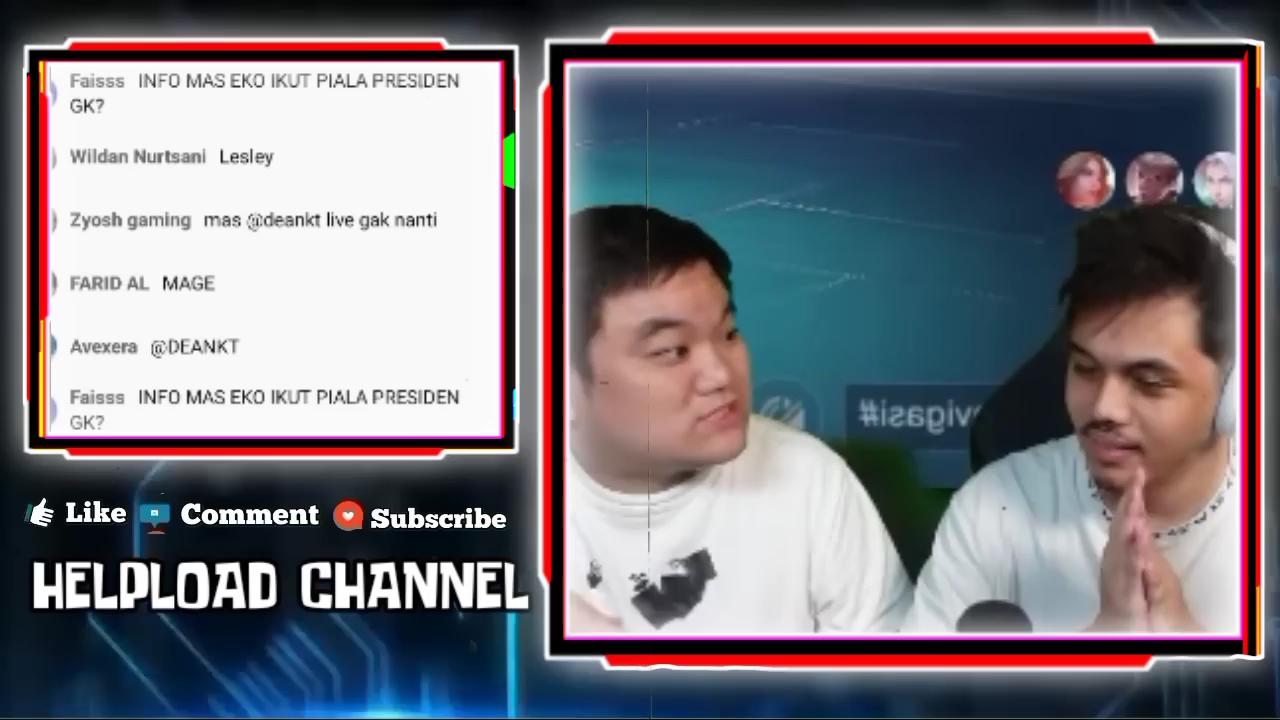 Faisss INFO MAS EKO IKUT PIALA PRESIDEN
GK?
Wildan Nurtsani Lesley
Zyosh gaming mas @deankt live gak nanti
FARID AL MAGE
Avexera @DEANKT
Faisss INFO MAS EKO IKUT PIALA PRESIDEN
GK?
Like Comment Subscribe
HELPLOAD CHANNEL